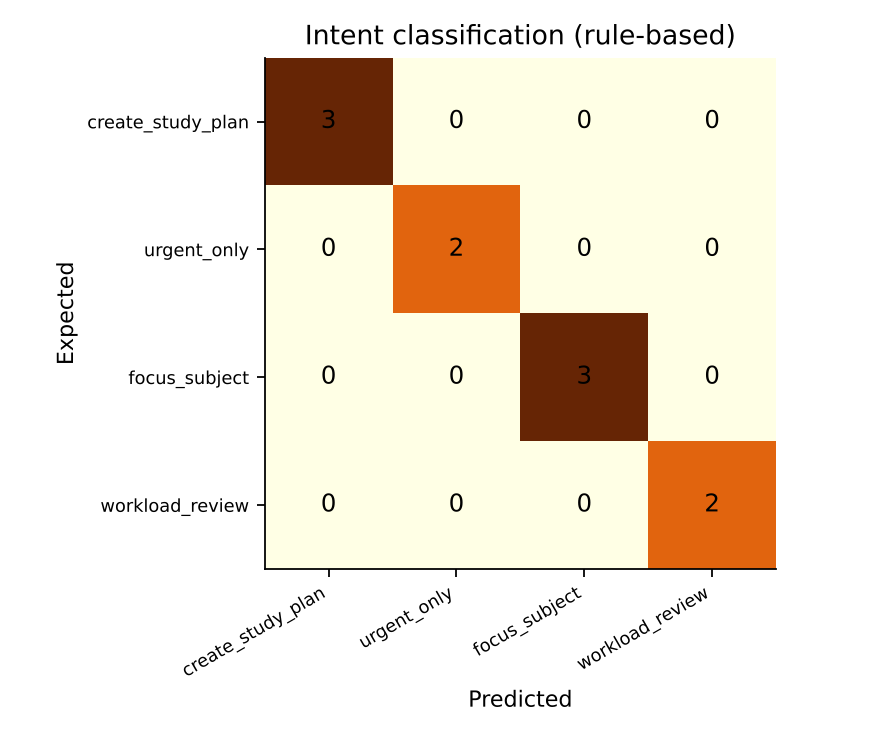 Intent classification (rule-based)
create_study_plan
3 0 0 0
urgent_only
0 2 0 0
focus_subject
0 0 3 0
workload_review
0 0 0 2
Expected
create_study_plan
urgent_only
focus_subject
workload_review
Predicted